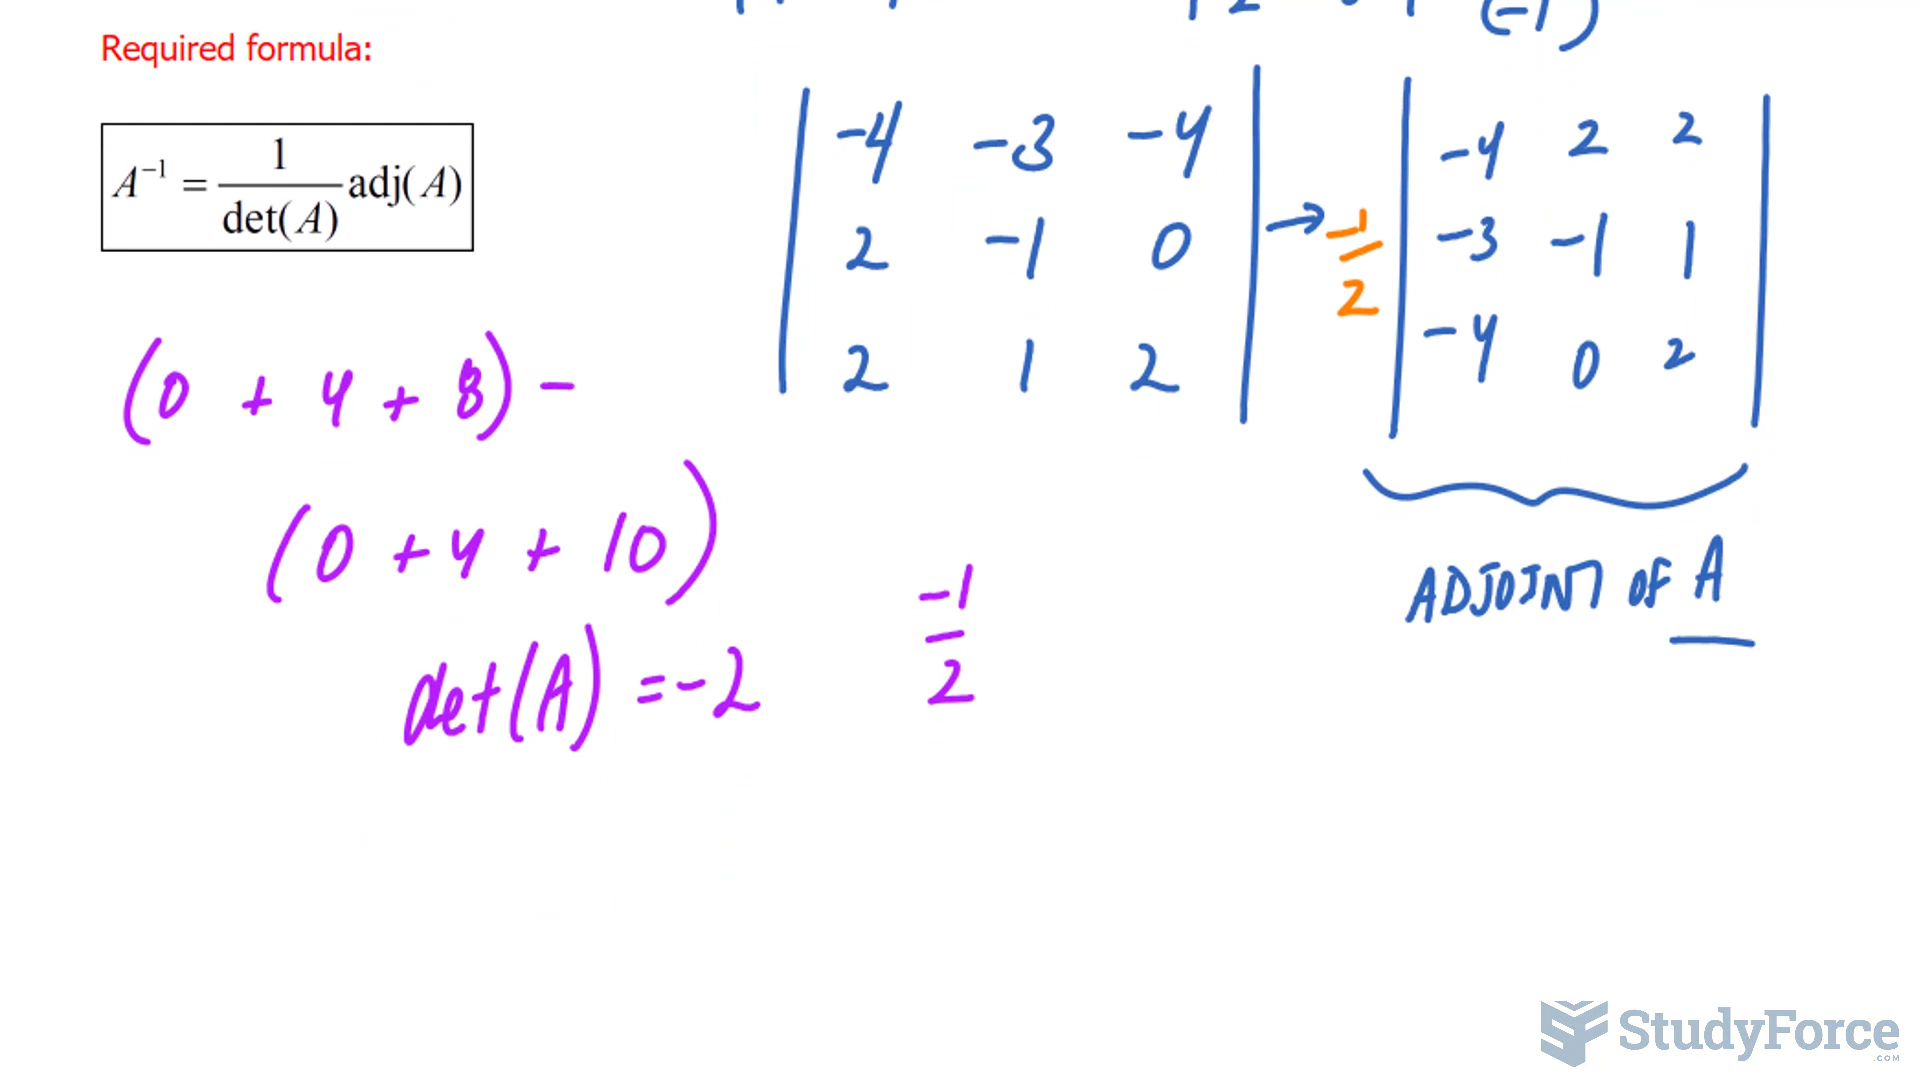 Required formula:
A⁻¹ = 1/det(A) adj(A)
(-1)
-4 -3 -4
2 -1 0
2 1 2
→ -1/2
-4 2 2
-3 -1 1
-4 0 2
ADJOINT OF A
(0 + 4 + 8) -
(0 + 4 + 10)
det(A) = -2
-1/2
StudyForce
.COM